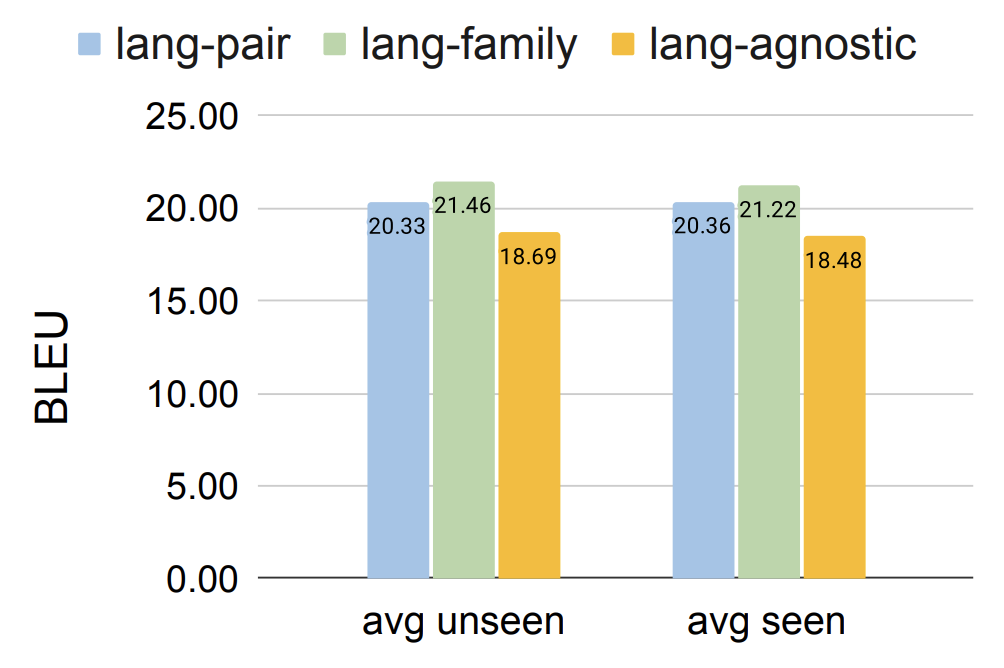 lang-pair lang-family lang-agnostic
25.00
20.00
15.00
10.00
5.00
0.00
BLEU
20.33 21.46 18.69
20.36 21.22 18.48
avg unseen avg seen